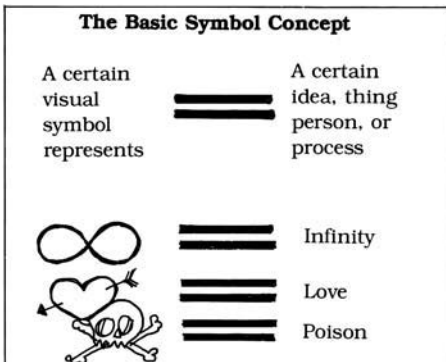 The Basic Symbol Concept
A certain
visual
symbol
represents
A certain
idea, thing
person, or
process
Infinity
Love
Poison